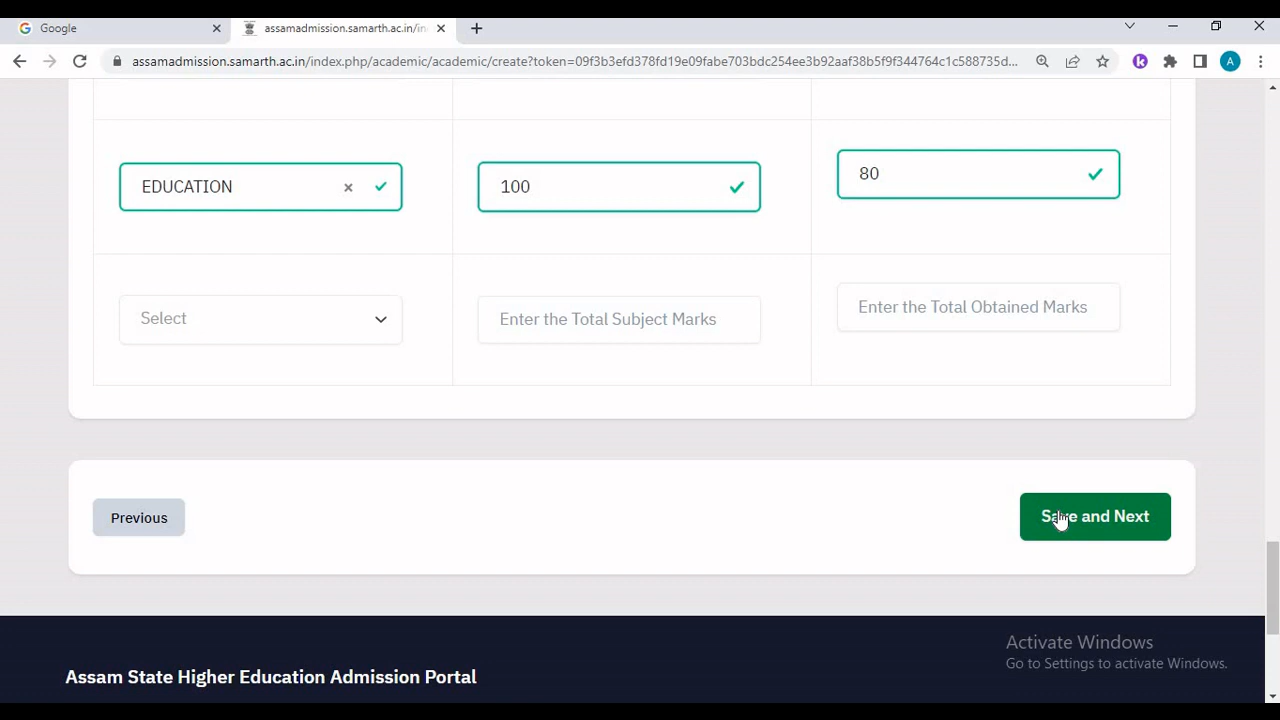 Google
assamadmission.samarth.ac.in/in
assamadmission.samarth.ac.in/index.php/academic/academic/create?token=09f3b3efd378fd19e09fabe703bdc254ee3b92aaf38b5f9f344764c1c588735d...
A
EDUCATION
100
80
Select
Enter the Total Subject Marks
Enter the Total Obtained Marks
Previous
Save and Next
Activate Windows
Go to Settings to activate Windows.
Assam State Higher Education Admission Portal